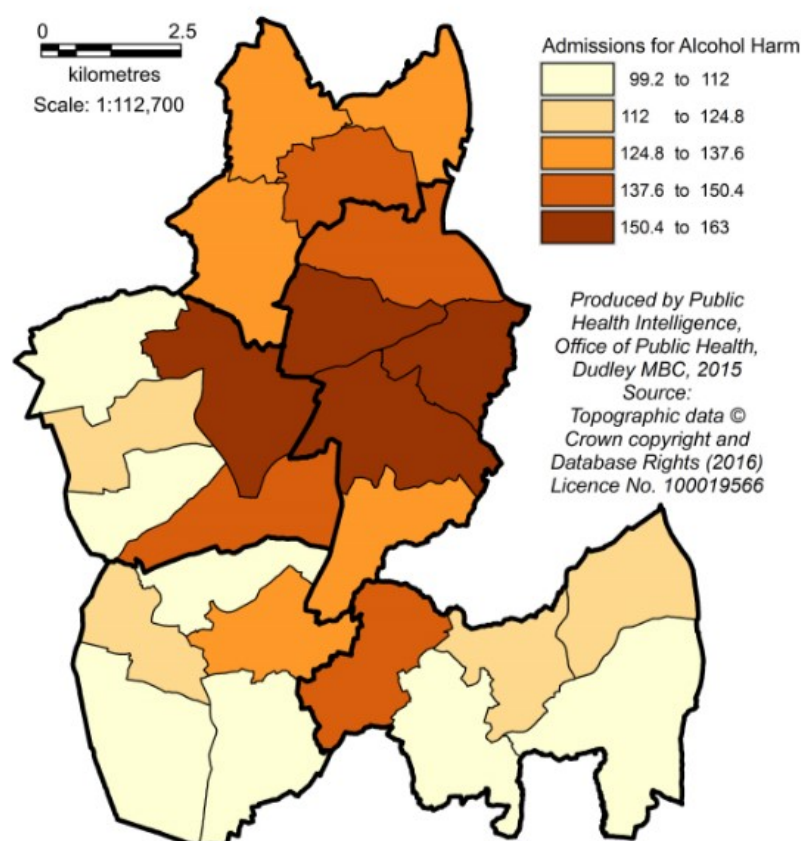 0 2.5
kilometres
Scale: 1:112,700
Admissions for Alcohol Harm
99.2 to 112
112 to 124.8
124.8 to 137.6
137.6 to 150.4
150.4 to 163
Produced by Public
Health Intelligence,
Office of Public Health,
Dudley MBC, 2015
Source:
Topographic data ©
Crown copyright and
Database Rights (2016)
Licence No. 100019566